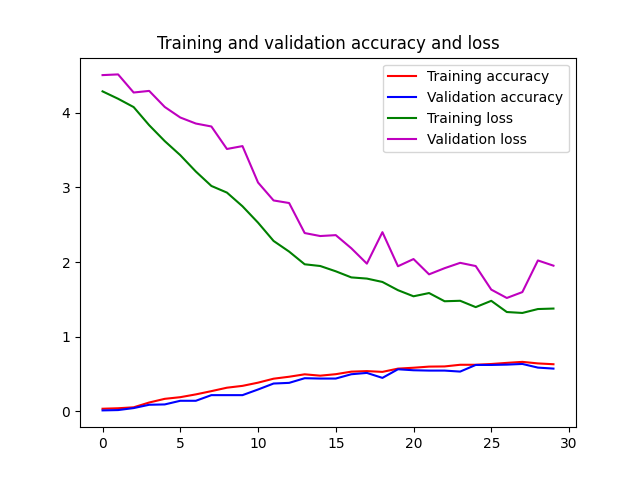 Training and validation accuracy and loss
Training accuracy
Validation accuracy
Training loss
Validation loss
4
3
2
1
0
0 5 10 15 20 25 30